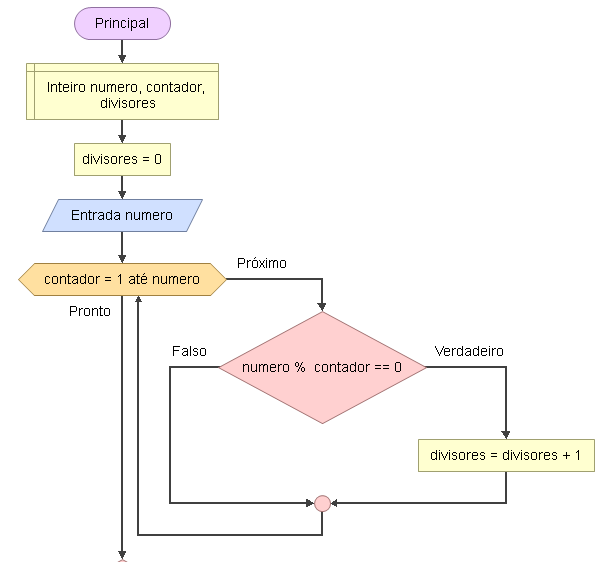 Principal
Inteiro numero, contador,
divisores
divisores = 0
Entrada numero
Próximo
contador = 1 até numero
Pronto
Falso
Verdadeiro
numero %  contador == 0
divisores = divisores + 1